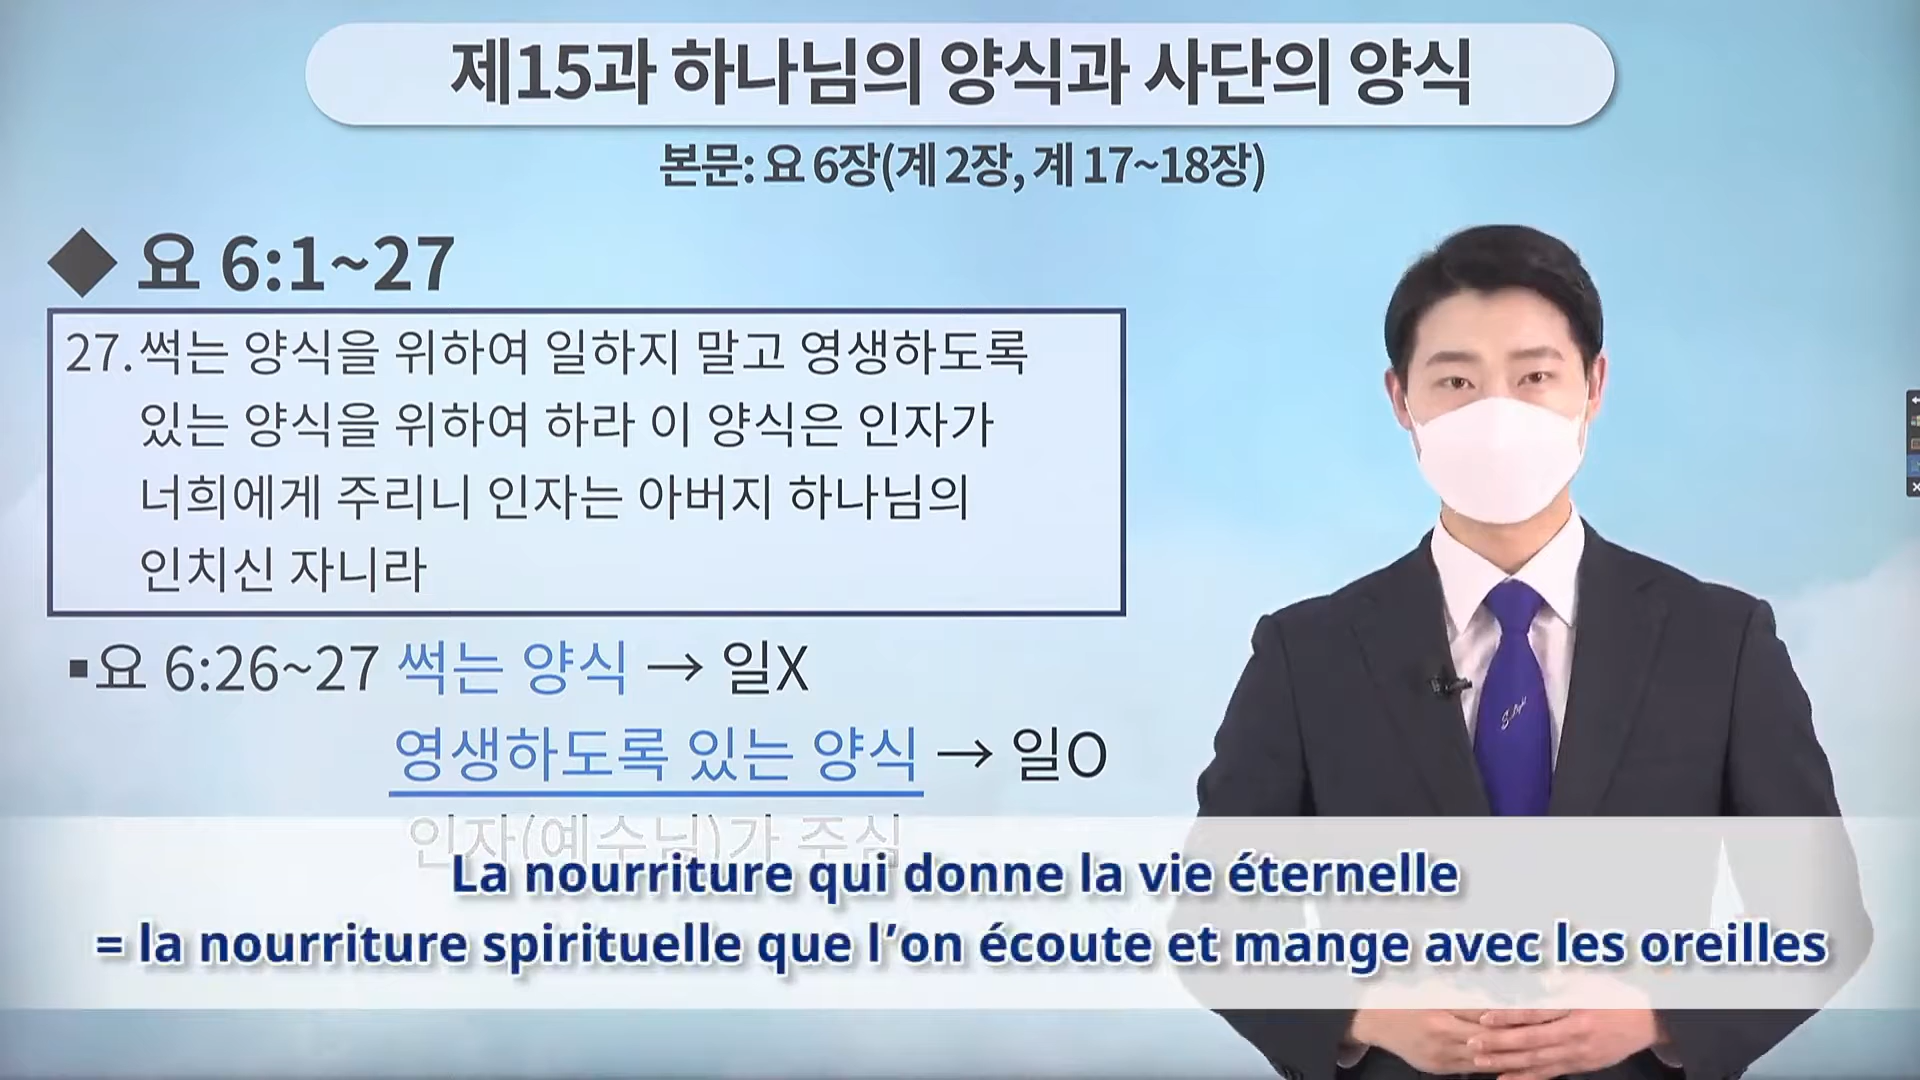 제15과 하나님의 양식과 사단의 양식
본문: 요 6장(계 2장, 계 17~18장)
◆ 요 6:1~27
27. 썩는 양식을 위하여 일하지 말고 영생하도록
있는 양식을 위하여 하라 이 양식은 인자가
너희에게 주리니 인자는 아버지 하나님의
인치신 자니라
▪요 6:26~27 썩는 양식 → 일X
영생하도록 있는 양식 → 일O
인자(예수님)가 주심
La nourriture qui donne la vie éternelle
= la nourriture spirituelle que l’on écoute et mange avec les oreilles